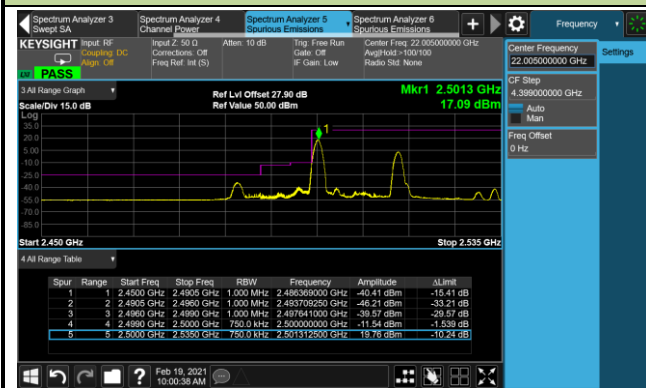 Spectrum Analyzer 3
Swept SA
Spectrum Analyzer 4
Channel Power
Spectrum Analyzer 5
Spurious Emissions
Spectrum Analyzer 6
Spurious Emissions
Frequency
KEYSIGHT
Input: RF
Coupling: DC
Align: Off
Input Z: 50 Ω
Corrections: Off
Freq Ref: Int (S)
Atten: 10 dB
Trig: Free Run
Gate: Off
IF Gain: Low
Center Freq: 22.005000000 GHz
Avg|Hold:>100/100
Radio Std: None
PASS
3 All Range Graph
Scale/Div 15.0 dB
Ref Lvl Offset 27.90 dB
Ref Value 50.00 dBm
Mkr1 2.5013 GHz
17.09 dBm
Log
35.0
20.0
5.00
-10.0
-25.0
-40.0
-55.0
-70.0
-85.0
1
Start 2.450 GHz
Stop 2.535 GHz
4 All Range Table
Spur Range Start Freq Stop Freq RBW Frequency Amplitude ΔLimit
1 1 2.4500 GHz 2.4905 GHz 1.000 MHz 2.486369000 GHz -40.41 dBm -15.41 dB
2 2 2.4905 GHz 2.4960 GHz 1.000 MHz 2.493709250 GHz -46.21 dBm -33.21 dB
3 3 2.4960 GHz 2.4990 GHz 1.000 MHz 2.497641000 GHz -39.57 dBm -29.57 dB
4 4 2.4990 GHz 2.5000 GHz 750.0 kHz 2.500000000 GHz -11.54 dBm -1.539 dB
5 5 2.5000 GHz 2.5350 GHz 750.0 kHz 2.501312500 GHz 19.76 dBm -10.24 dB
Center Frequency
22.005000000 GHz
Settings
CF Step
4.399000000 GHz
Auto
Man
Freq Offset
0 Hz
Feb 19, 2021
10:00:38 AM